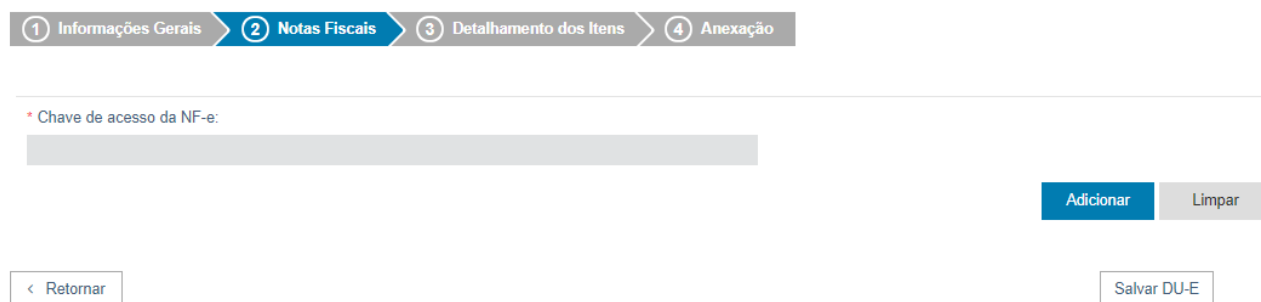 1 Informações Gerais 2 Notas Fiscais 3 Detalhamento dos Itens 4 Anexação
* Chave de acesso da NF-e:
Adicionar Limpar
< Retornar Salvar DU-E